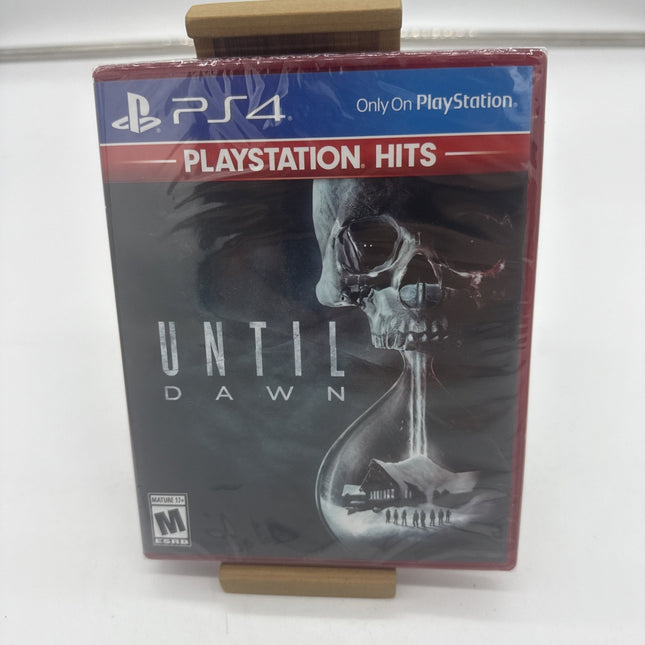 PS4
Only On PlayStation®
PLAYSTATION® HITS
UNTIL
DAWN
MATURE 17+
M
ESRB